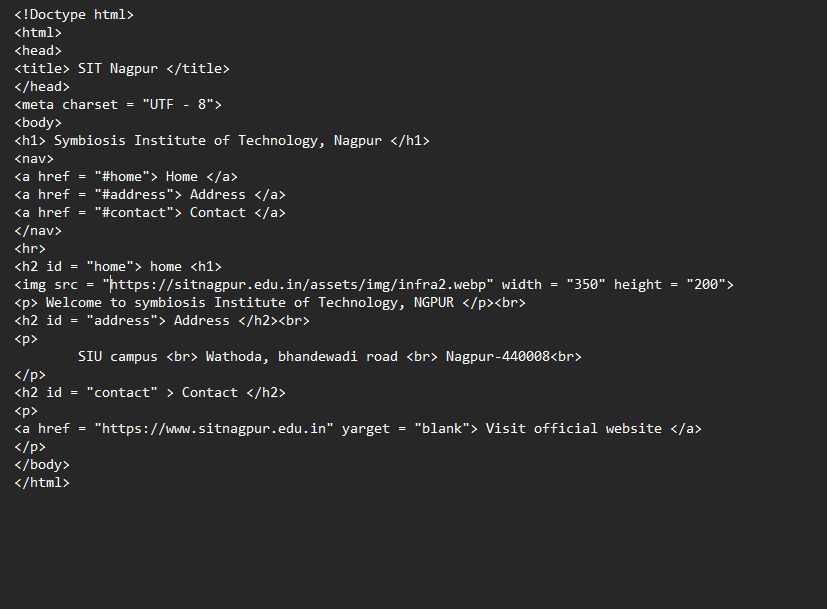 <!Doctype html>
<html>
<head>
<title> SIT Nagpur </title>
</head>
<meta charset = "UTF - 8">
<body>
<h1> Symbiosis Institute of Technology, Nagpur </h1>
<nav>
<a href = "#home"> Home </a>
<a href = "#address"> Address </a>
<a href = "#contact"> Contact </a>
</nav>
<hr>
<h2 id = "home"> home <h1>
<img src = "https://sitnagpur.edu.in/assets/img/infra2.webp" width = "350" height = "200">
<p> Welcome to symbiosis Institute of Technology, NGPUR </p><br>
<h2 id = "address"> Address </h2><br>
<p>
        SIU campus <br> Wathoda, bhandewadi road <br> Nagpur-440008<br>
</p>
<h2 id = "contact" > Contact </h2>
<p>
<a href = "https://www.sitnagpur.edu.in" yarget = "blank"> Visit official website </a>
</p>
</body>
</html>